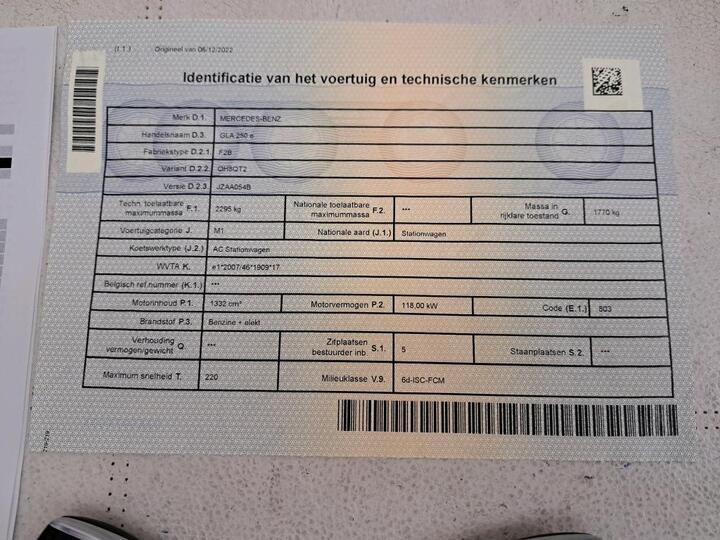 (I.1.) Origineel van 06/12/2022
Identificatie van het voertuig en technische kenmerken
Merk D.1. MERCEDES-BENZ
Handelsnaam D.3. GLA 250 e
Fabriekstype D.2.1. F2B
Variant D.2.2. OH8QT2
Versie D.2.3. JZAA054B
Techn. toelaatbare maximummassa F.1. 2295 kg Nationale toelaatbare maximummassa F.2. --- Massa in rijklare toestand G. 1770 kg
Voertuigcategorie J. M1 Nationale aard (J.1.) Stationwagen
Koetswerktype (J.2.) AC Stationwagen
WVTA K. e1*2007/46*1909*17
Belgisch ref.nummer (K.1.) ---
Motorinhoud P.1. 1332 cm³ Motorvermogen P.2. 118,00 kW Code (E.1.) 503
Brandstof P.3. Benzine + elekt
Verhouding vermogen/gewicht Q. --- Zitplaatsen bestuurder inb. S.1. 5 Staanplaatsen S.2. ---
Maximum snelheid T. 220 Milieuklasse V.9. 6d-ISC-FCM